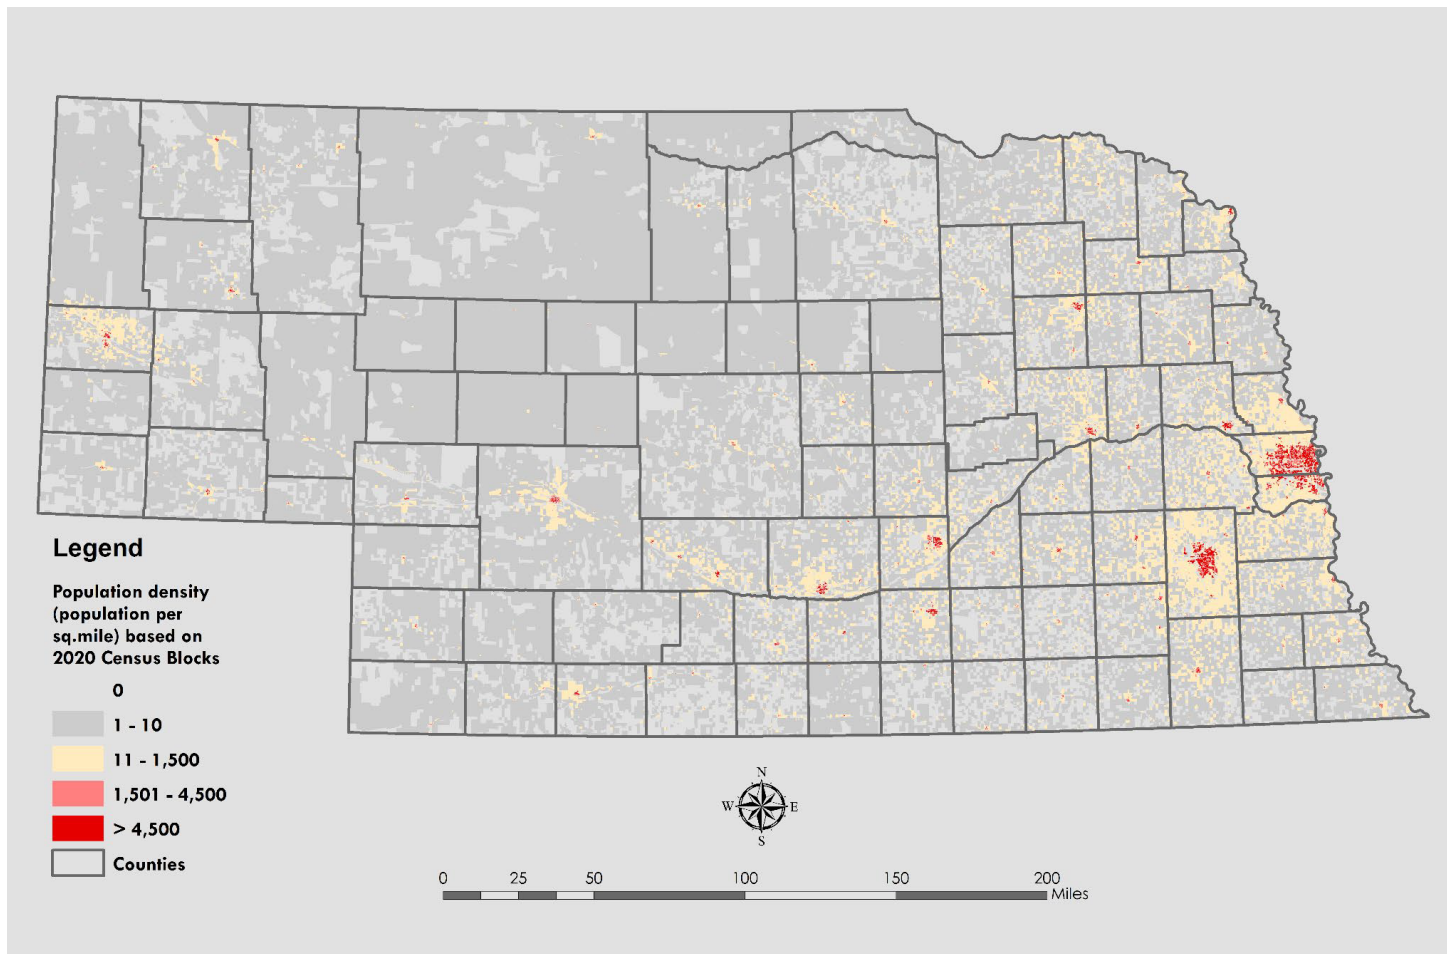 Legend
Population density
(population per
sq.mile) based on
2020 Census Blocks
0
1 - 10
11 - 1,500
1,501 - 4,500
> 4,500
Counties
N
W E
S
0 25 50 100 150 200
Miles